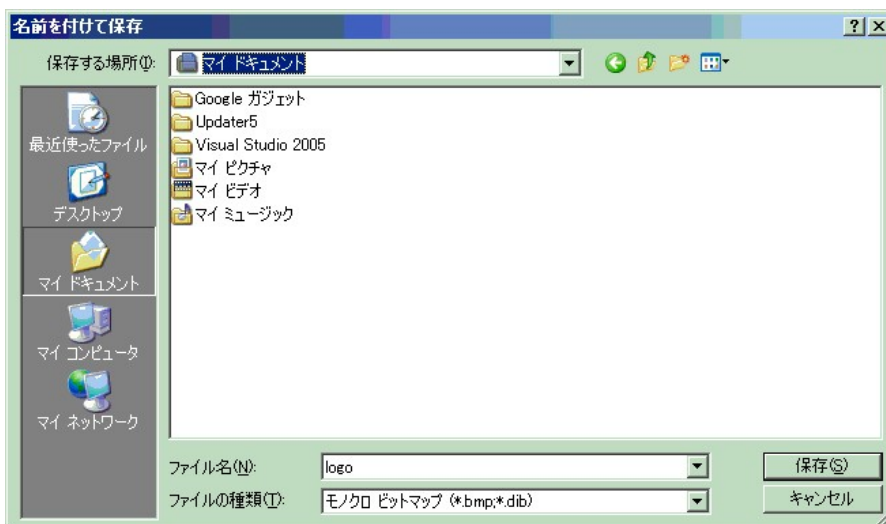 名前を付けて保存
保存する場所(I):
マイ ドキュメント
最近使ったファイル
デスクトップ
マイ ドキュメント
マイ コンピュータ
マイ ネットワーク
Google ガジェット
Updater5
Visual Studio 2005
マイ ピクチャ
マイ ビデオ
マイ ミュージック
ファイル名(N):
logo
保存(S)
ファイルの種類(T):
モノクロ ビットマップ (*.bmp;*.dib)
キャンセル